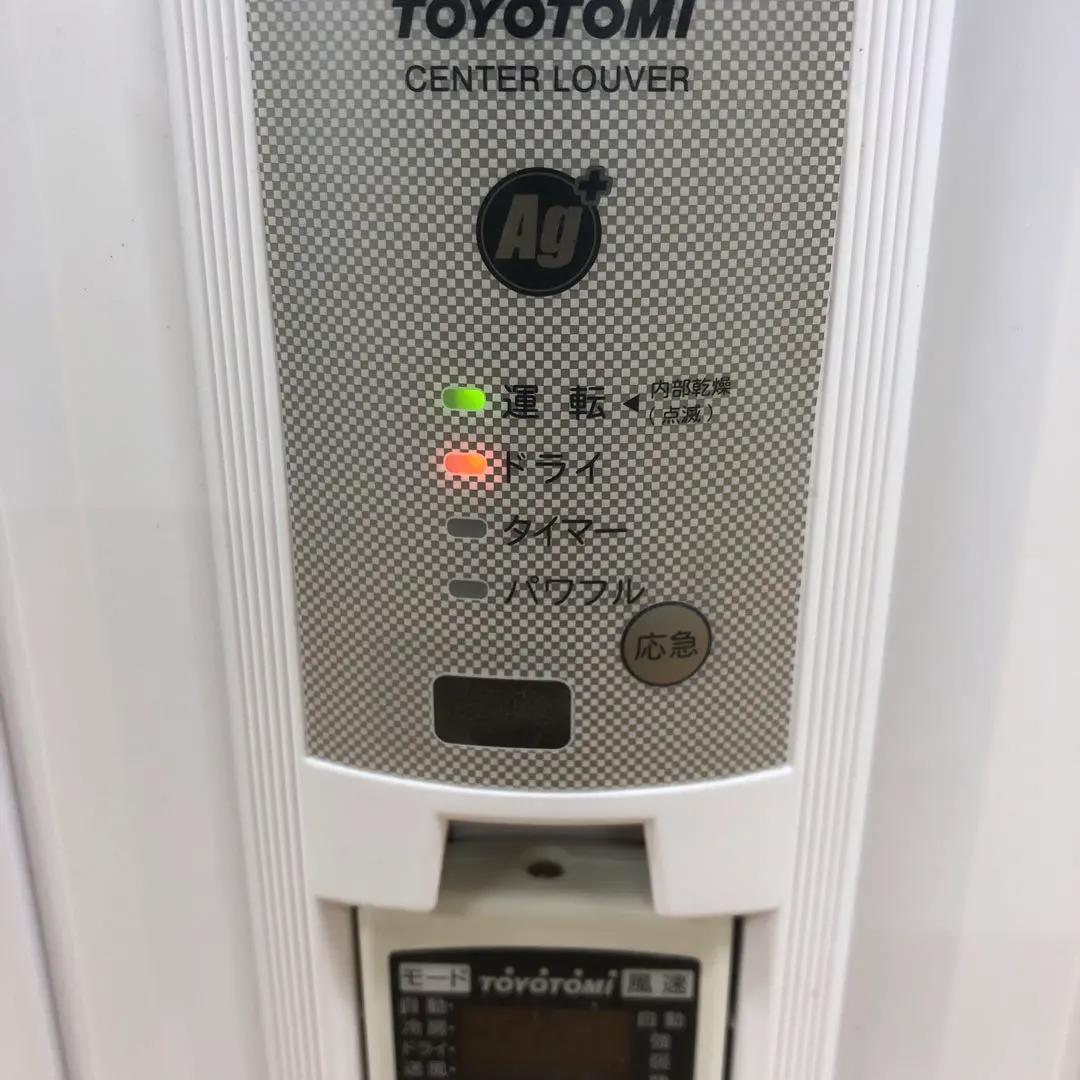 TOYOTOMI
CENTER LOUVER
Ag+
運 転 ◀ 内部乾燥
(点滅)
ドライ
タイマー
パワフル
応急
モード TOYOTOMI 風速
自動 自動
冷房 強
ドライ 弱
送風